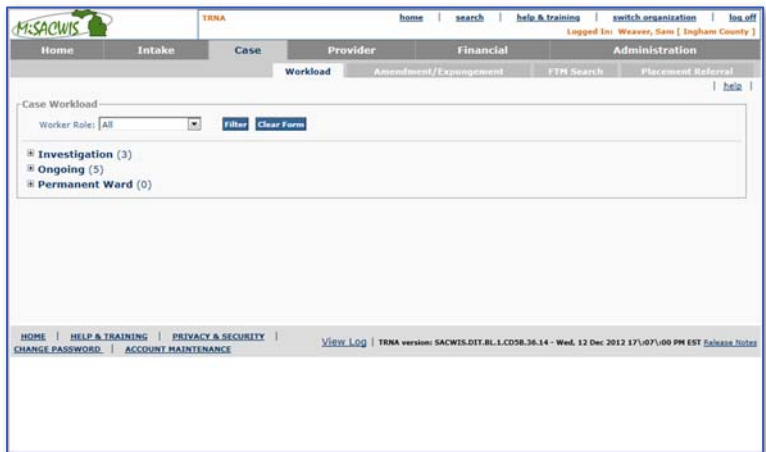 MiSACWIS
TRNA
home | search | help & training | switch organization | log off
Logged In: Weaver, Sam [ Ingham County ]
Home Intake Case Provider Financial Administration
Workload Amendment/Expungement FTM Search Placement Referral
| help |
Case Workload
Worker Role: All Filter Clear Form
Investigation (3)
Ongoing (5)
Permanent Ward (0)
HOME | HELP & TRAINING | PRIVACY & SECURITY |
CHANGE PASSWORD | ACCOUNT MAINTENANCE
View Log | TRNA version: SACWIS.DIT.BL.1.CD5B.36.14 - Wed, 12 Dec 2012 17\:07\:00 PM EST Release Notes